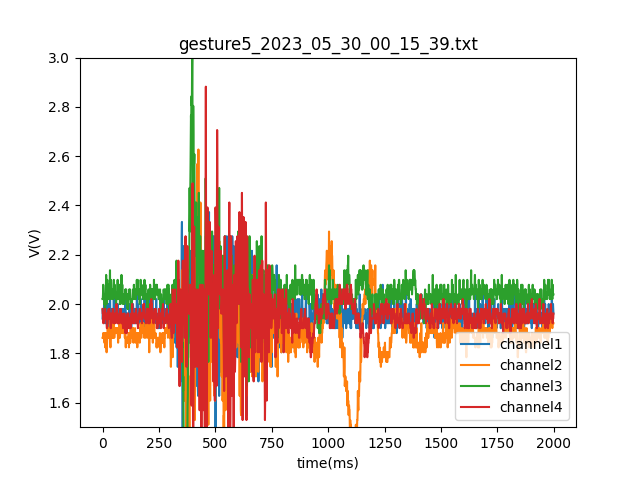 gesture5_2023_05_30_00_15_39.txt
3.0
2.8
2.6
2.4
2.2
2.0
1.8
1.6
V(V)
channel1
channel2
channel3
channel4
0 250 500 750 1000 1250 1500 1750 2000
time(ms)